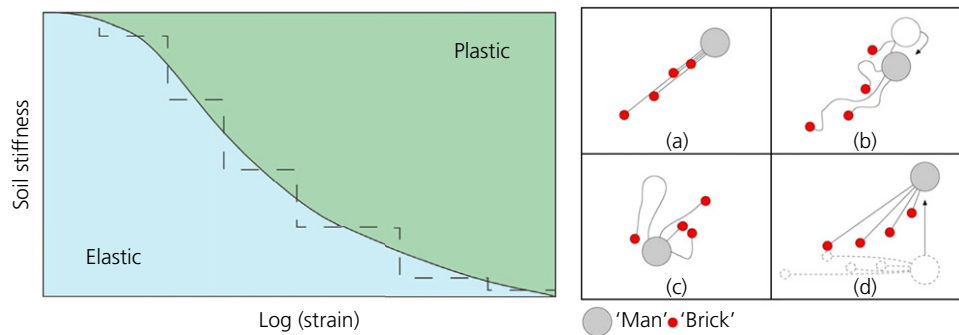 Soil stiffness
Plastic
Elastic
Log (strain)
(a)
(b)
(c)
(d)
'Man' 'Brick'